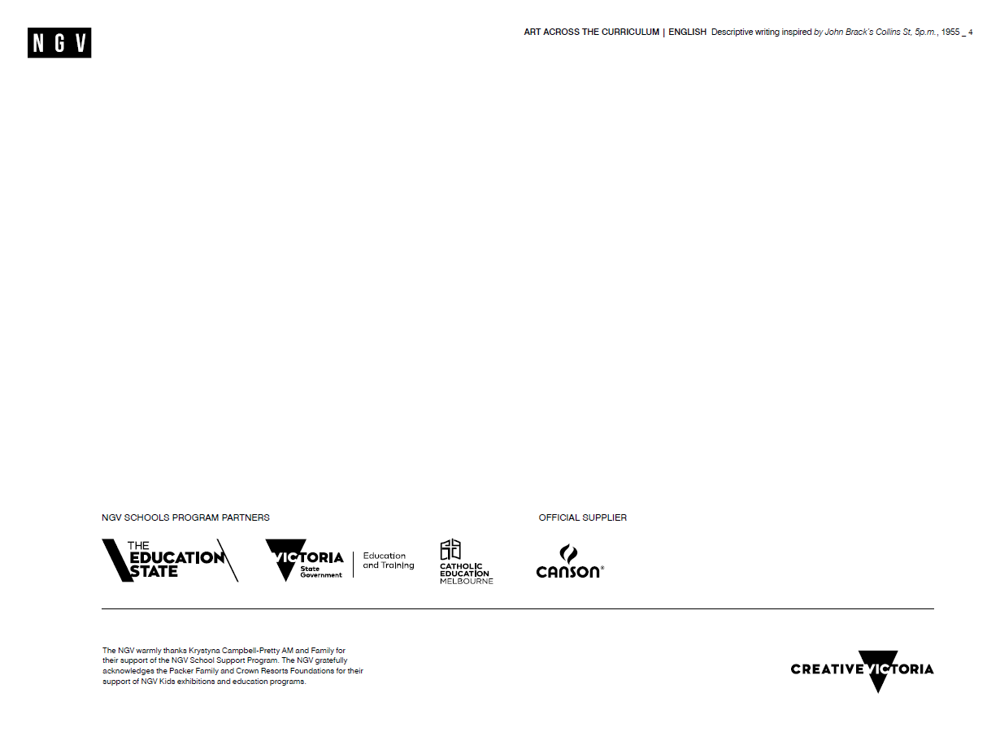 NGV
ART ACROSS THE CURRICULUM | ENGLISH Descriptive writing inspired by John Brack's Collins St, 5p.m., 1955 _ 4
NGV SCHOOLS PROGRAM PARTNERS
OFFICIAL SUPPLIER
THE
EDUCATION
STATE
VICTORIA
State
Government
Education
and Training
CATHOLIC
EDUCATION
MELBOURNE
CANSON®
The NGV warmly thanks Krystyna Campbell-Pretty AM and Family for
their support of the NGV School Support Program. The NGV gratefully
acknowledges the Packer Family and Crown Resorts Foundations for their
support of NGV Kids exhibitions and education programs.
CREATIVE VICTORIA